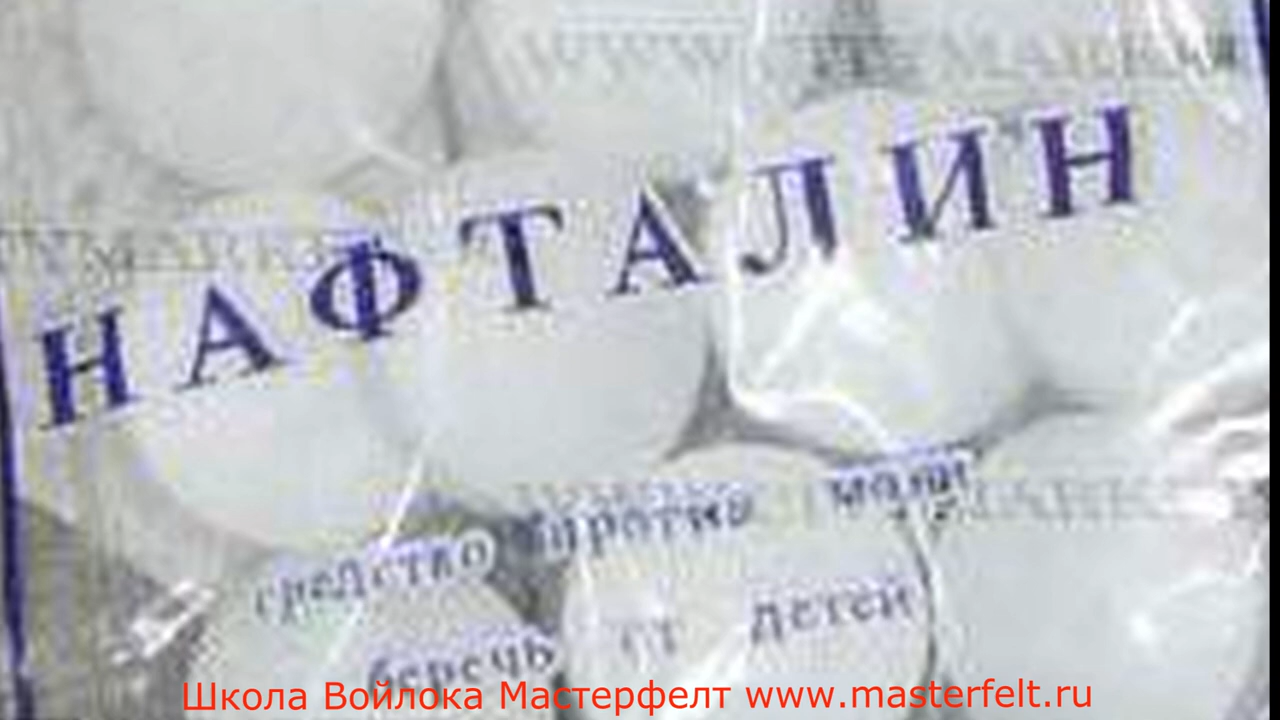 НАФТАЛИН
средство против моли
беречь от детей
Школа Войлока Мастерфелт www.masterfelt.ru